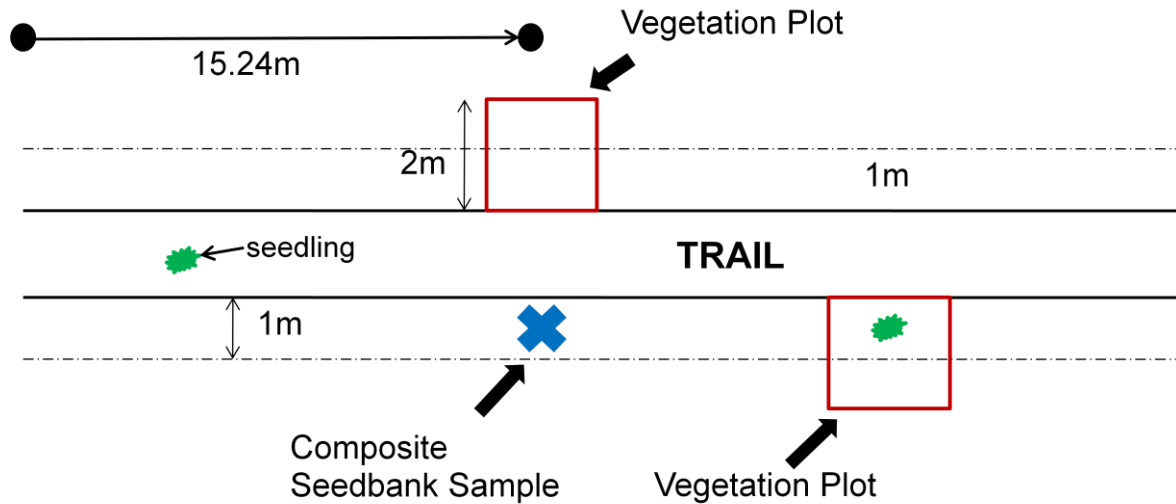 Vegetation Plot
15.24m
2m
1m
seedling
TRAIL
1m
Composite
Seedbank Sample
Vegetation Plot